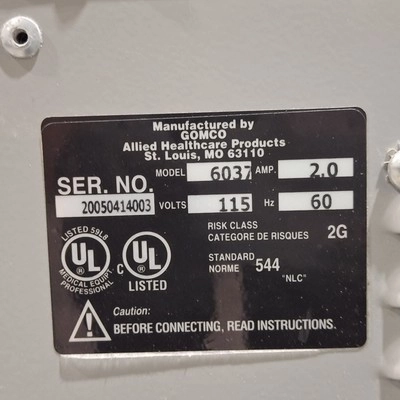 Manufactured by
GOMCO
Allied Healthcare Products
St. Louis, MO 63110
MODEL 6037 AMP. 2.0
SER. NO.
20050414003 VOLTS 115 Hz 60
RISK CLASS
CATEGORE DE RISQUES 2G
STANDARD
NORME 544
"NLC"
LISTED 59L8
UL
MEDICAL EQUIPT
PROFESSIONAL
C UL
LISTED
Caution:
BEFORE CONNECTING, READ INSTRUCTIONS.